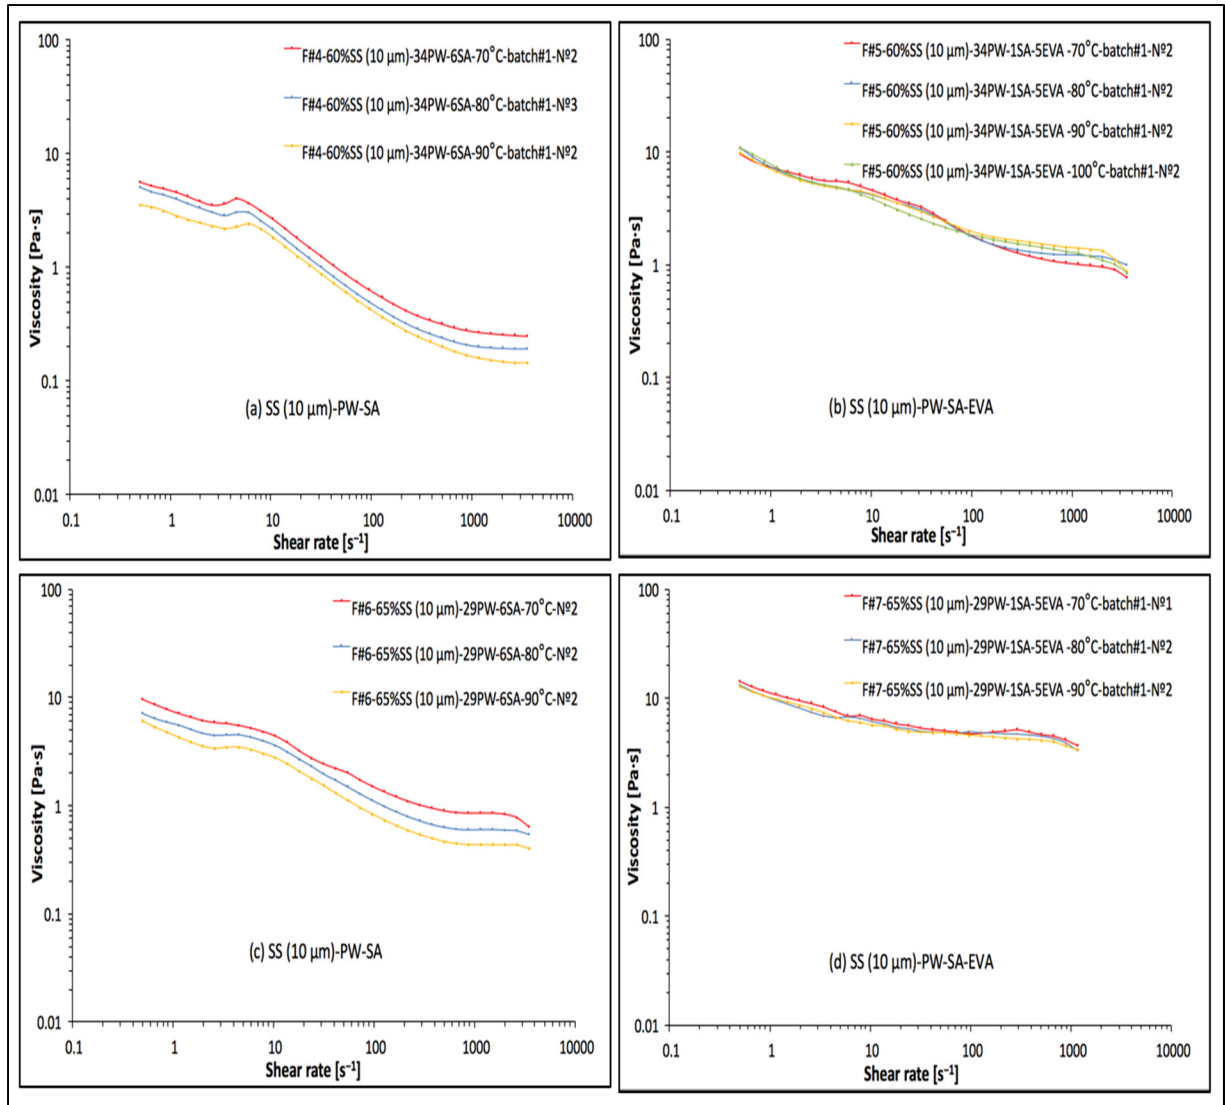 100
10
1
0.1
0.01
0.1 1 10 100 1000 10000
Viscosity [Pa·s]
Shear rate [s⁻¹]
F#4-60%SS (10 µm)-34PW-6SA-70°C-batch#1-Nº2
F#4-60%SS (10 µm)-34PW-6SA-80°C-batch#1-Nº3
F#4-60%SS (10 µm)-34PW-6SA-90°C-batch#1-Nº2
(a) SS (10 µm)-PW-SA
100
10
1
0.1
0.01
0.1 1 10 100 1000 10000
Viscosity [Pa·s]
Shear rate [s⁻¹]
F#5-60%SS (10 µm)-34PW-1SA-5EVA -70°C-batch#1-Nº2
F#5-60%SS (10 µm)-34PW-1SA-5EVA -80°C-batch#1-Nº2
F#5-60%SS (10 µm)-34PW-1SA-5EVA -90°C-batch#1-Nº2
F#5-60%SS (10 µm)-34PW-1SA-5EVA -100°C-batch#1-Nº2
(b) SS (10 µm)-PW-SA-EVA
100
10
1
0.1
0.01
0.1 1 10 100 1000 10000
Viscosity [Pa·s]
Shear rate [s⁻¹]
F#6-65%SS (10 µm)-29PW-6SA-70°C-Nº2
F#6-65%SS (10 µm)-29PW-6SA-80°C-Nº2
F#6-65%SS (10 µm)-29PW-6SA-90°C-Nº2
(c) SS (10 µm)-PW-SA
100
10
1
0.1
0.01
0.1 1 10 100 1000 10000
Viscosity [Pa·s]
Shear rate [s⁻¹]
F#7-65%SS (10 µm)-29PW-1SA-5EVA -70°C-batch#1-Nº1
F#7-65%SS (10 µm)-29PW-1SA-5EVA -80°C-batch#1-Nº2
F#7-65%SS (10 µm)-29PW-1SA-5EVA -90°C-batch#1-Nº2
(d) SS (10 µm)-PW-SA-EVA